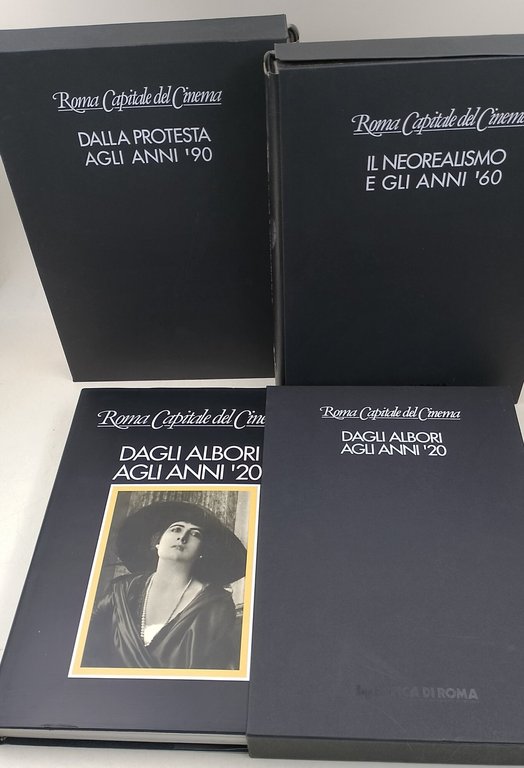 Roma Capitale del Cinema
DALLA PROTESTA
AGLI ANNI '90
Roma Capitale del Cinema
IL NEOREALISMO
E GLI ANNI '60
Roma Capitale del
DAGLI ALBORI
AGLI ANNI '20
Roma Capitale del Cinema
DAGLI ALBORI
AGLI ANNI '20
DI ROMA